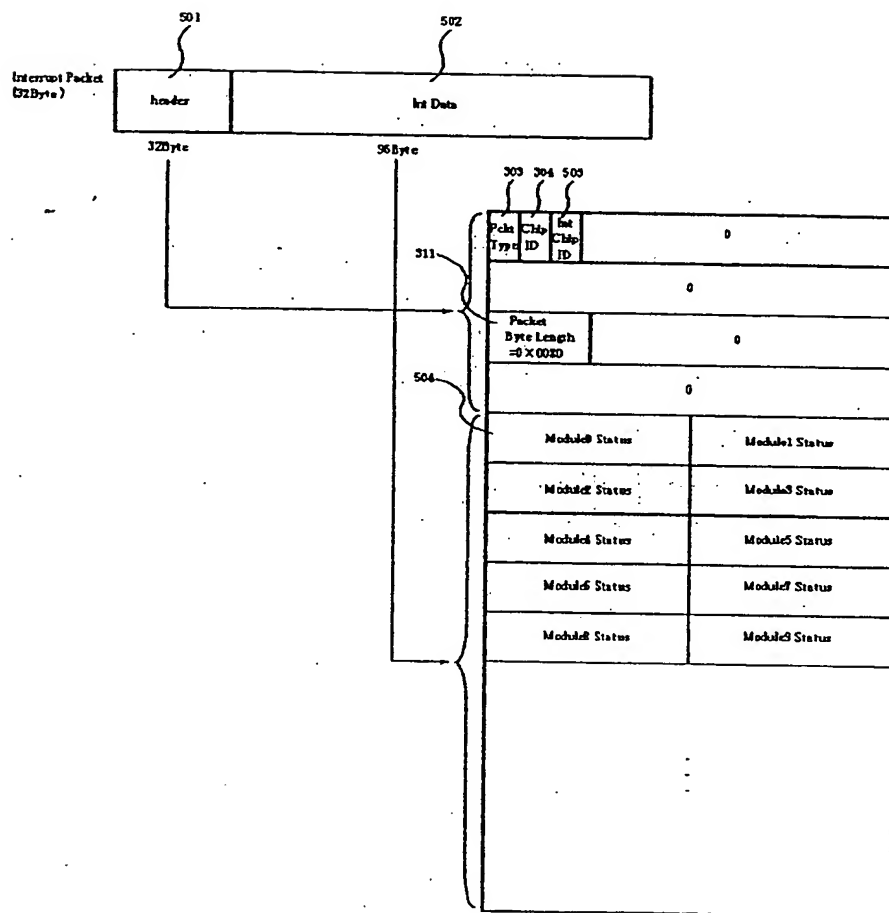 501
502
Interrupt Packet
(32Byte)
header
Int Data
32Byte
96Byte
303
304
503
Pckt
Type
Chip
ID
Int
Chip
ID
0
311
0
Packet
Byte Length
=0×0080
0
0
504
Module0 Status
Module1 Status
Module2 Status
Module3 Status
Module4 Status
Module5 Status
Module6 Status
Module7 Status
Module8 Status
Module9 Status